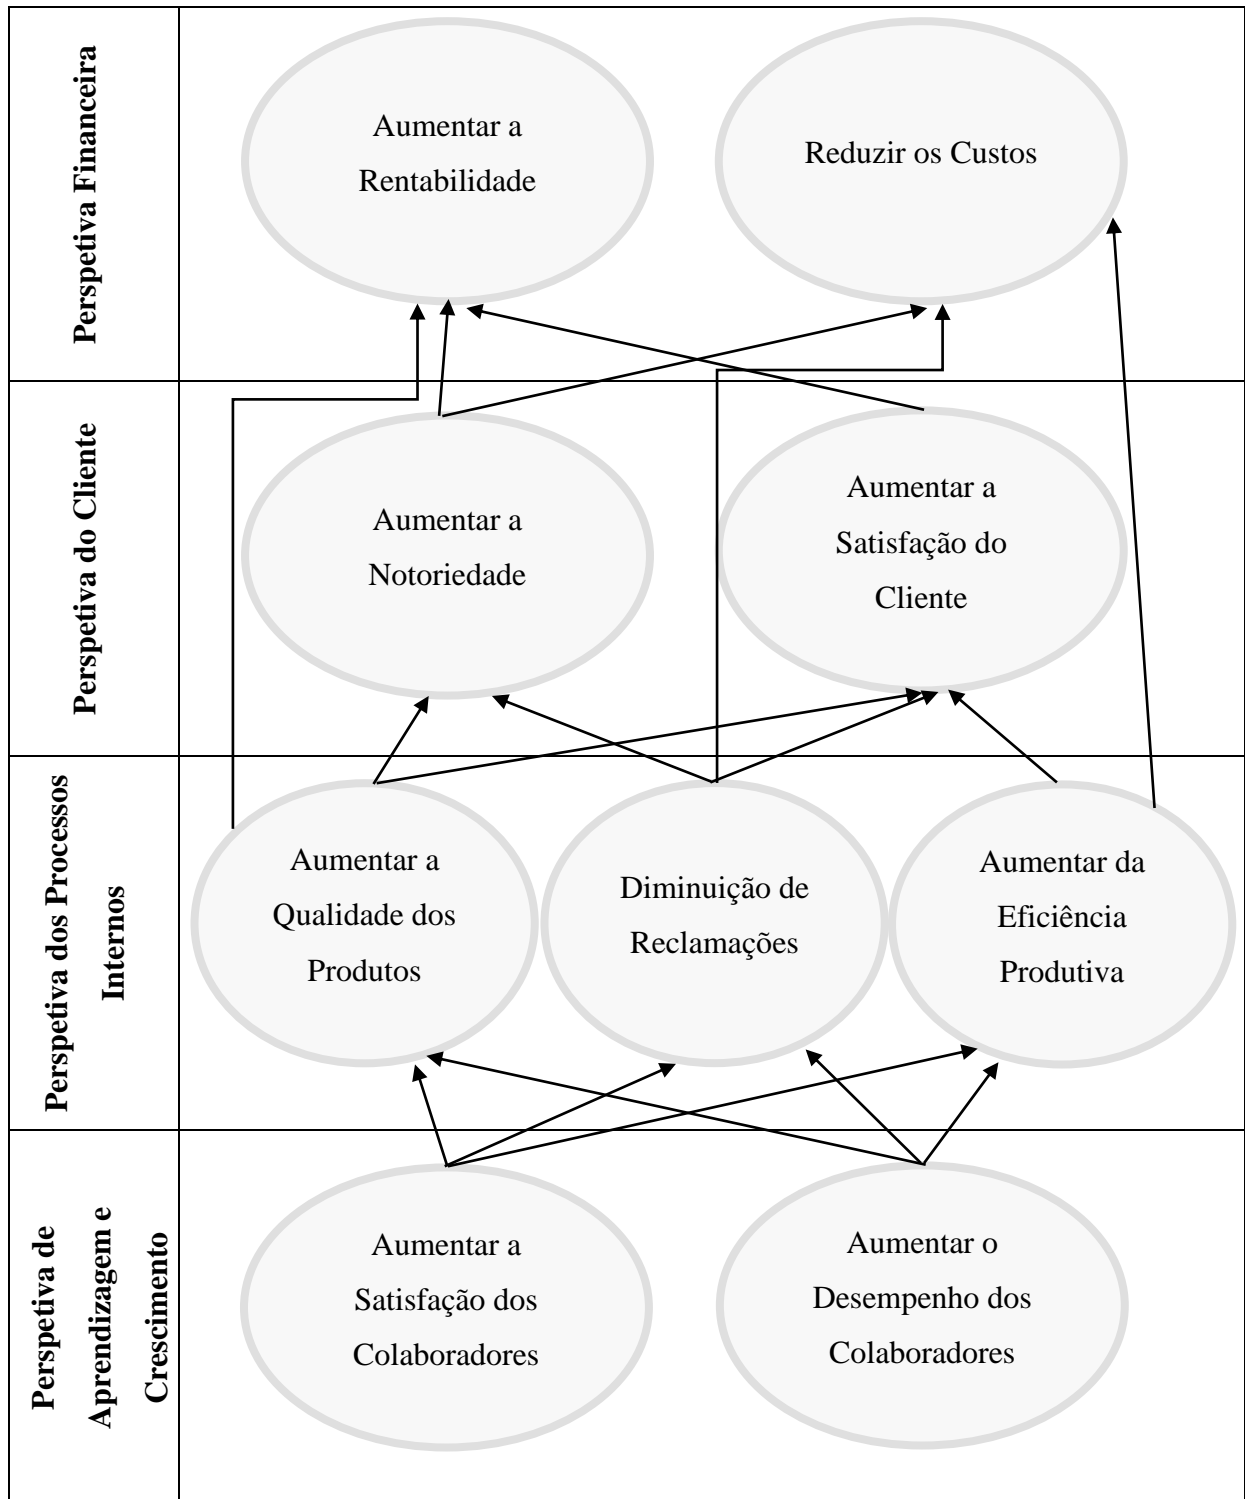 Perspetiva Financeira
Aumentar a
Rentabilidade
Reduzir os Custos
Perspetiva do Cliente
Aumentar a
Notoriedade
Aumentar a
Satisfação do
Cliente
Perspetiva dos Processos
Internos
Aumentar a
Qualidade dos
Produtos
Diminuição de
Reclamações
Aumentar da
Eficiência
Produtiva
Perspetiva de
Aprendizagem e
Crescimento
Aumentar a
Satisfação dos
Colaboradores
Aumentar o
Desempenho dos
Colaboradores